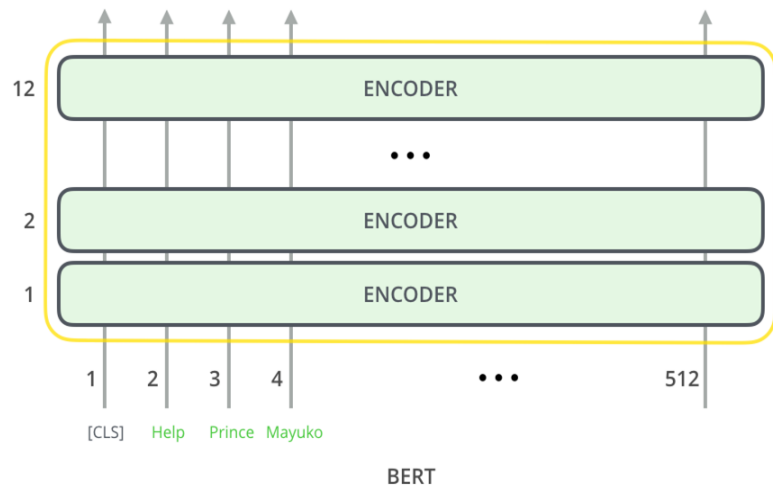 12 ENCODER
...
2 ENCODER
1 ENCODER
1 2 3 4 ... 512
[CLS] Help Prince Mayuko
BERT